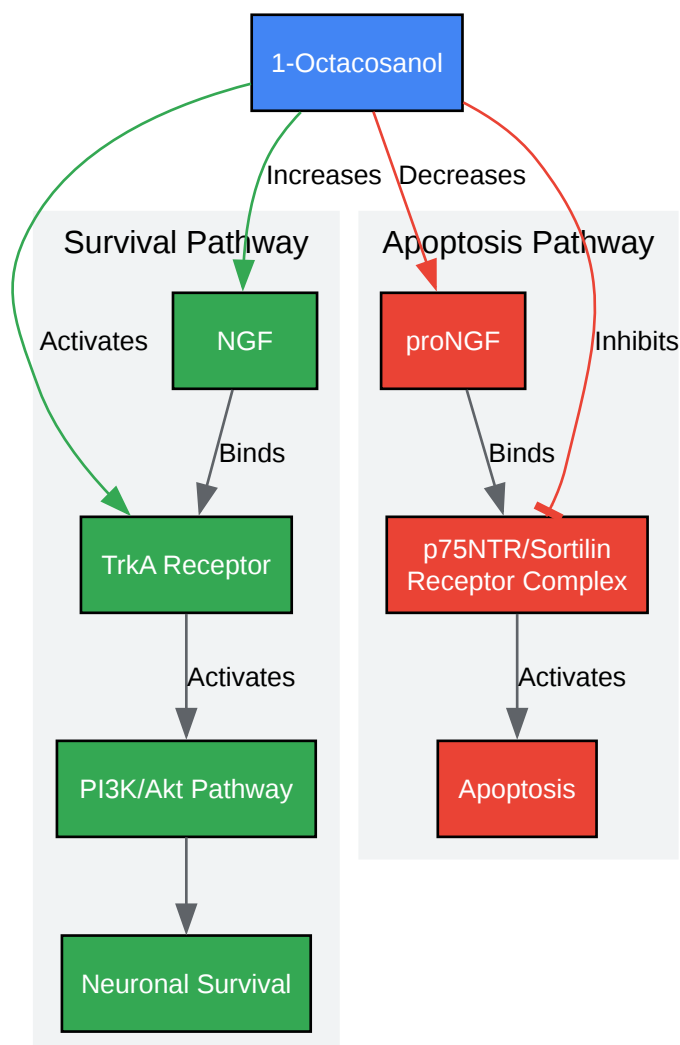 1-Octacosanol
Increases
Decreases
Survival Pathway
Apoptosis Pathway
NGF
proNGF
Activates
Inhibits
Binds
Binds
TrkA Receptor
p75NTR/Sortilin
Receptor Complex
Activates
Activates
PI3K/Akt Pathway
Apoptosis
Neuronal Survival